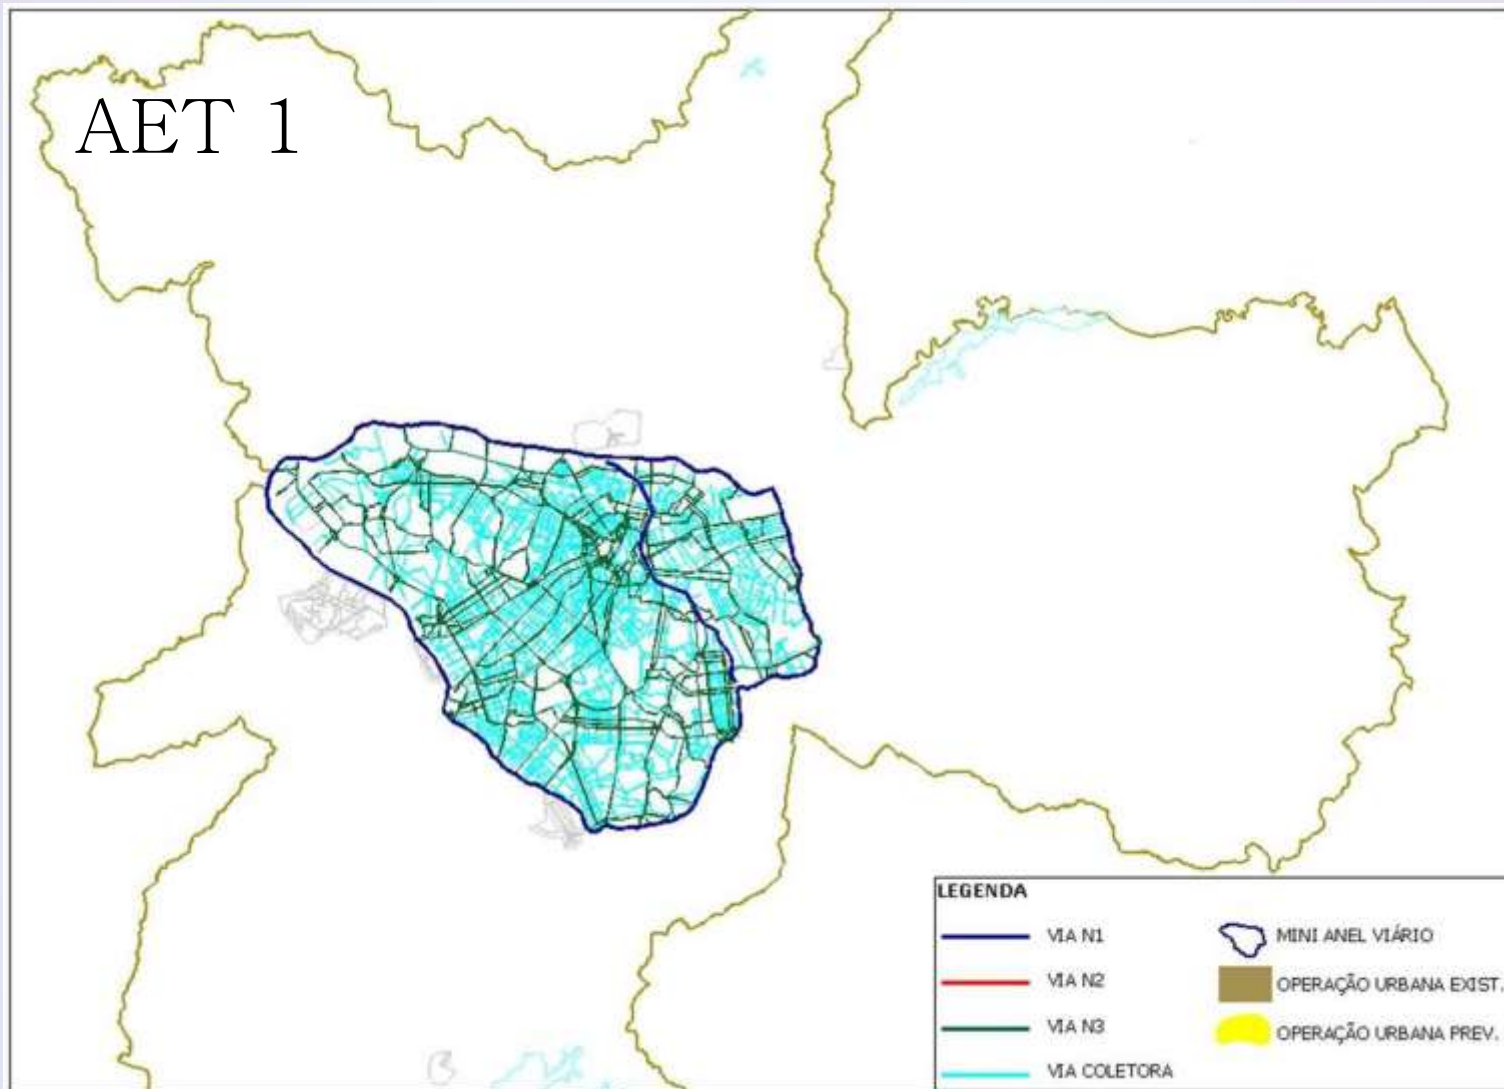 AET 1
LEGENDA
VIA N1
MINI ANEL VIÁRIO
VIA N2
OPERAÇÃO URBANA EXIST.
VIA N3
OPERAÇÃO URBANA PREV.
VIA COLETORA